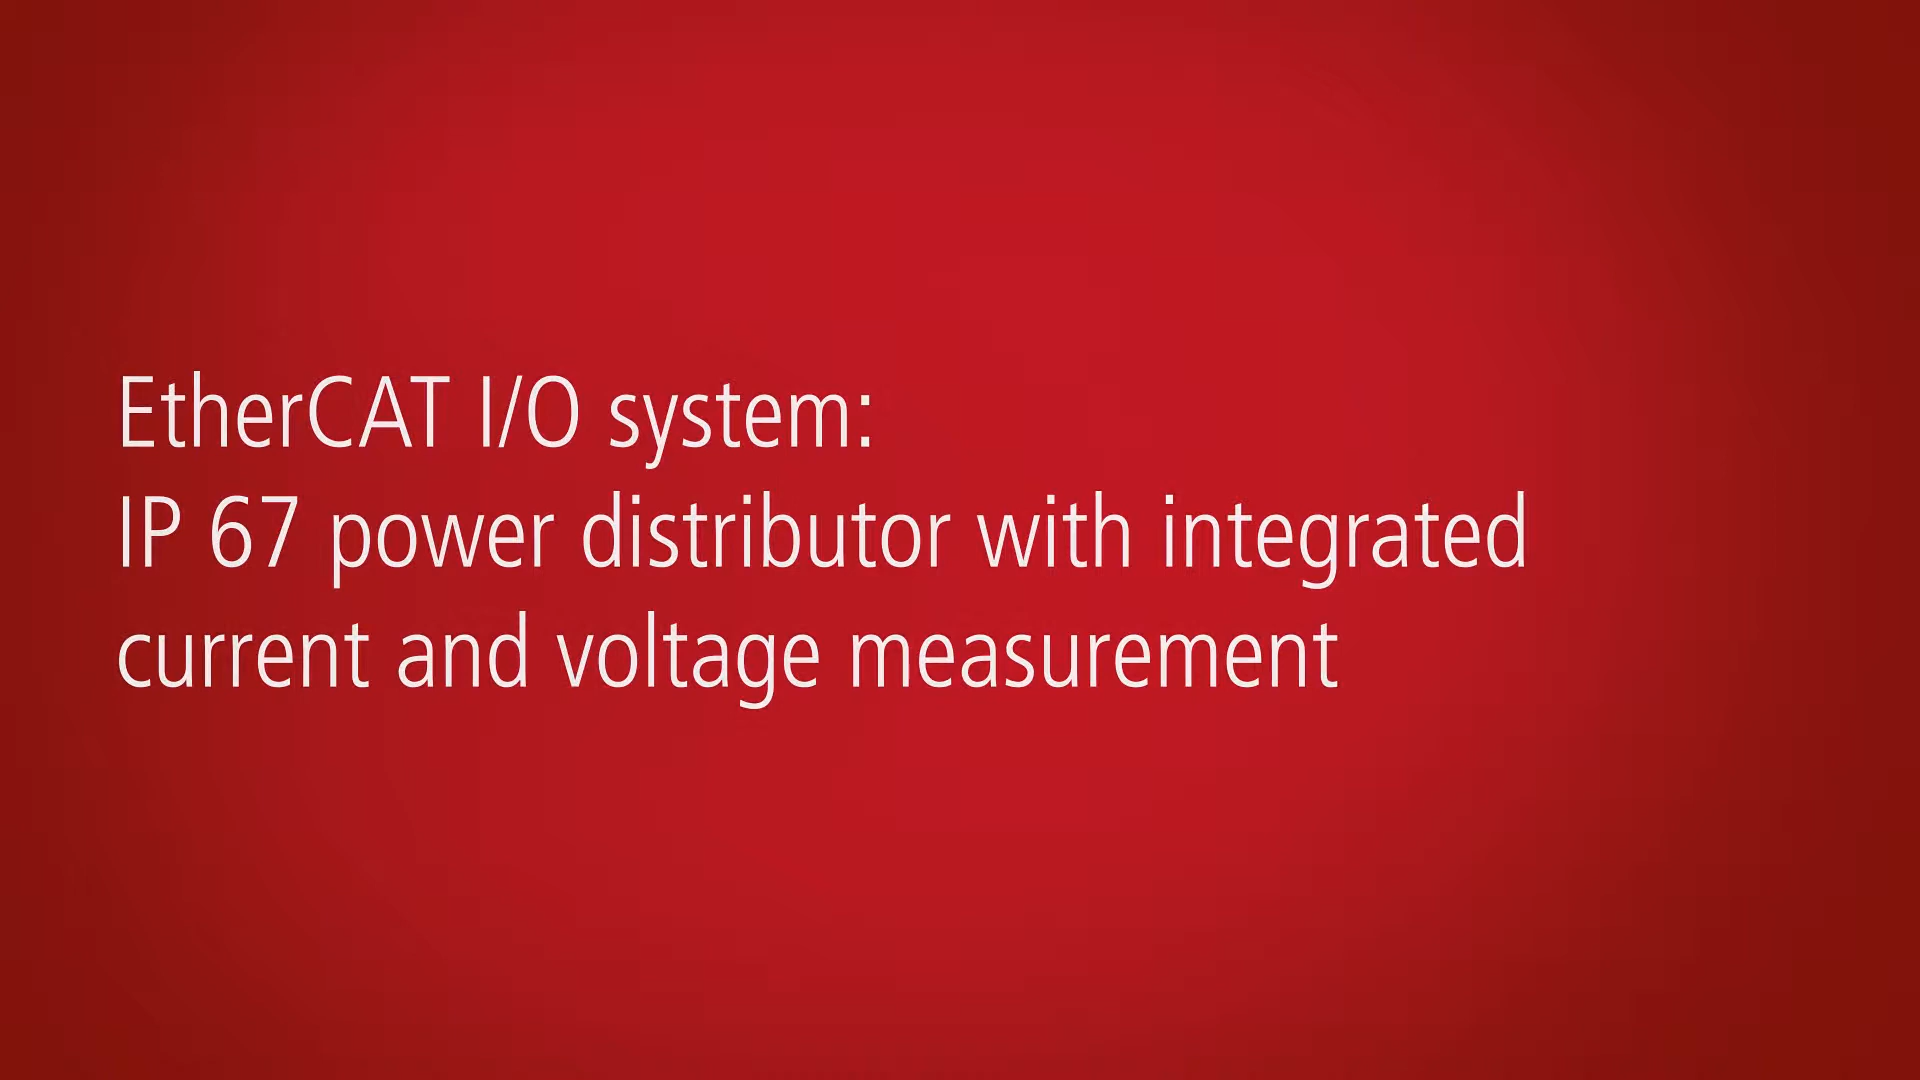 EtherCAT I/O system:
IP 67 power distributor with integrated
current and voltage measurement